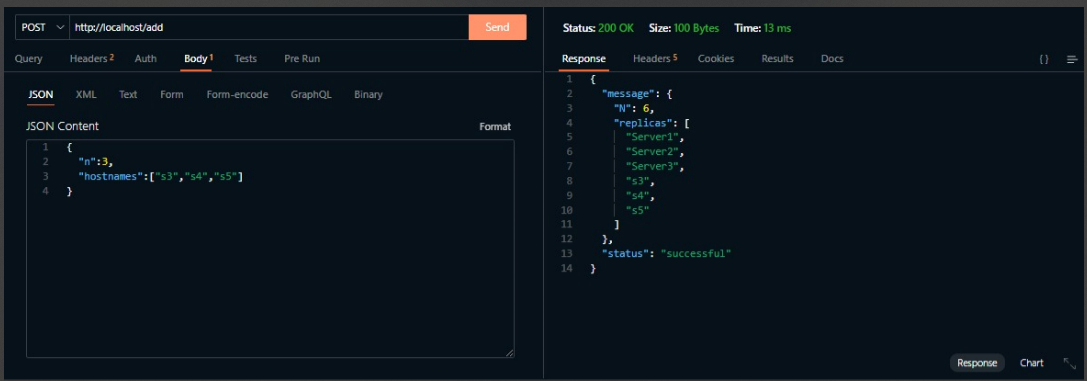 POST http://localhost/add Send
Query Headers 2 Auth Body 1 Tests Pre Run
JSON XML Text Form Form-encode GraphQL Binary
JSON Content Format
1 {
2 "n":3,
3 "hostnames":["s3","s4","s5"]
4 }
Status: 200 OK Size: 100 Bytes Time: 13 ms
Response Headers 5 Cookies Results Docs {}
1 {
2 "message": {
3 "N": 6,
4 "replicas": [
5 "Server1",
6 "Server2",
7 "Server3",
8 "s3",
9 "s4",
10 "s5"
11 ]
12 },
13 "status": "successful"
14 }
Response Chart